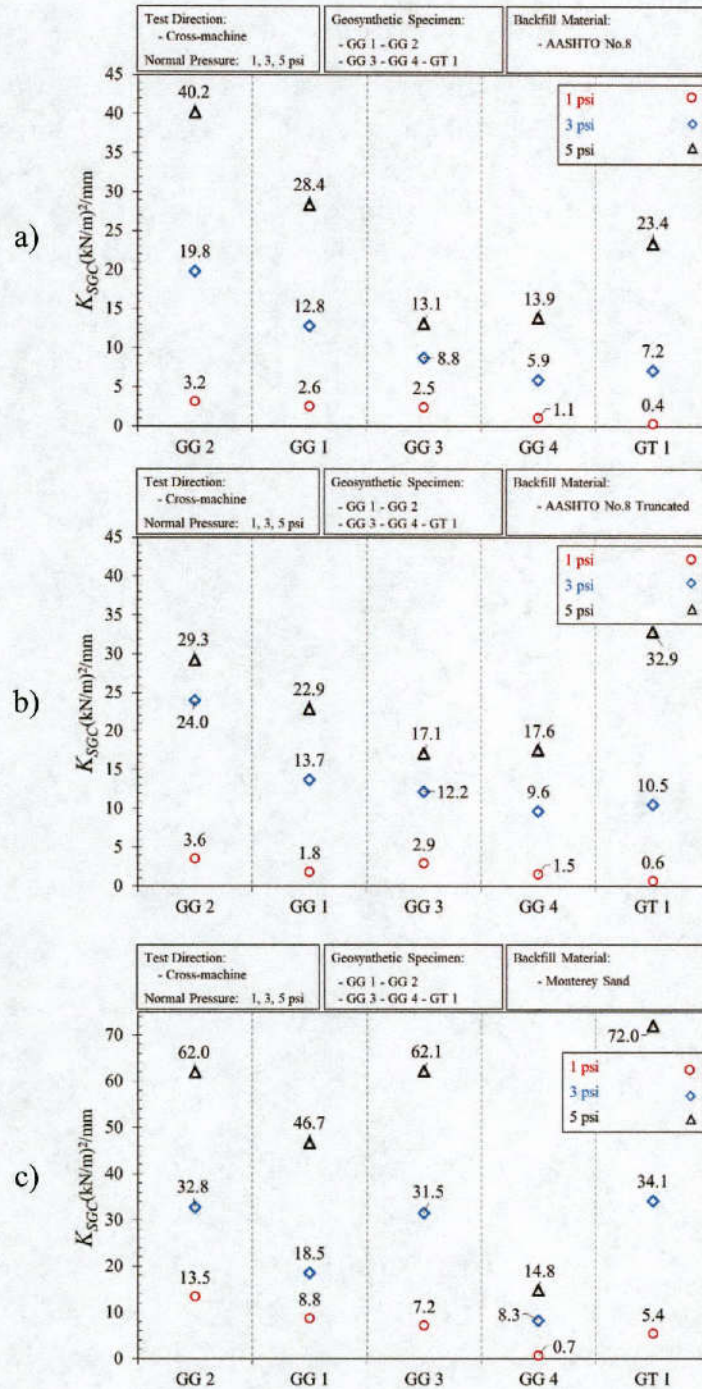 Test Direction:
- Cross-machine
Normal Pressure: 1, 3, 5 psi
Geosynthetic Specimen:
- GG 1 - GG 2
- GG 3 - GG 4 - GT 1
Backfill Material:
- AASHTO No.8
a)
K_SGC (kN/m)²/mm
45
40
35
30
25
20
15
10
5
0
1 psi
3 psi
5 psi
40.2
19.8
3.2
28.4
12.8
2.6
13.1
8.8
2.5
13.9
5.9
1.1
23.4
7.2
0.4
GG 2 GG 1 GG 3 GG 4 GT 1
Test Direction:
- Cross-machine
Normal Pressure: 1, 3, 5 psi
Geosynthetic Specimen:
- GG 1 - GG 2
- GG 3 - GG 4 - GT 1
Backfill Material:
- AASHTO No.8 Truncated
b)
K_SGC (kN/m)²/mm
45
40
35
30
25
20
15
10
5
0
1 psi
3 psi
5 psi
29.3
24.0
3.6
22.9
13.7
1.8
17.1
12.2
2.9
17.6
9.6
1.5
32.9
10.5
0.6
GG 2 GG 1 GG 3 GG 4 GT 1
Test Direction:
- Cross-machine
Normal Pressure: 1, 3, 5 psi
Geosynthetic Specimen:
- GG 1 - GG 2
- GG 3 - GG 4 - GT 1
Backfill Material:
- Monterey Sand
c)
K_SGC (kN/m)²/mm
70
60
50
40
30
20
10
0
1 psi
3 psi
5 psi
62.0
32.8
13.5
46.7
18.5
8.8
62.1
31.5
7.2
14.8
8.3
0.7
72.0
34.1
5.4
GG 2 GG 1 GG 3 GG 4 GT 1